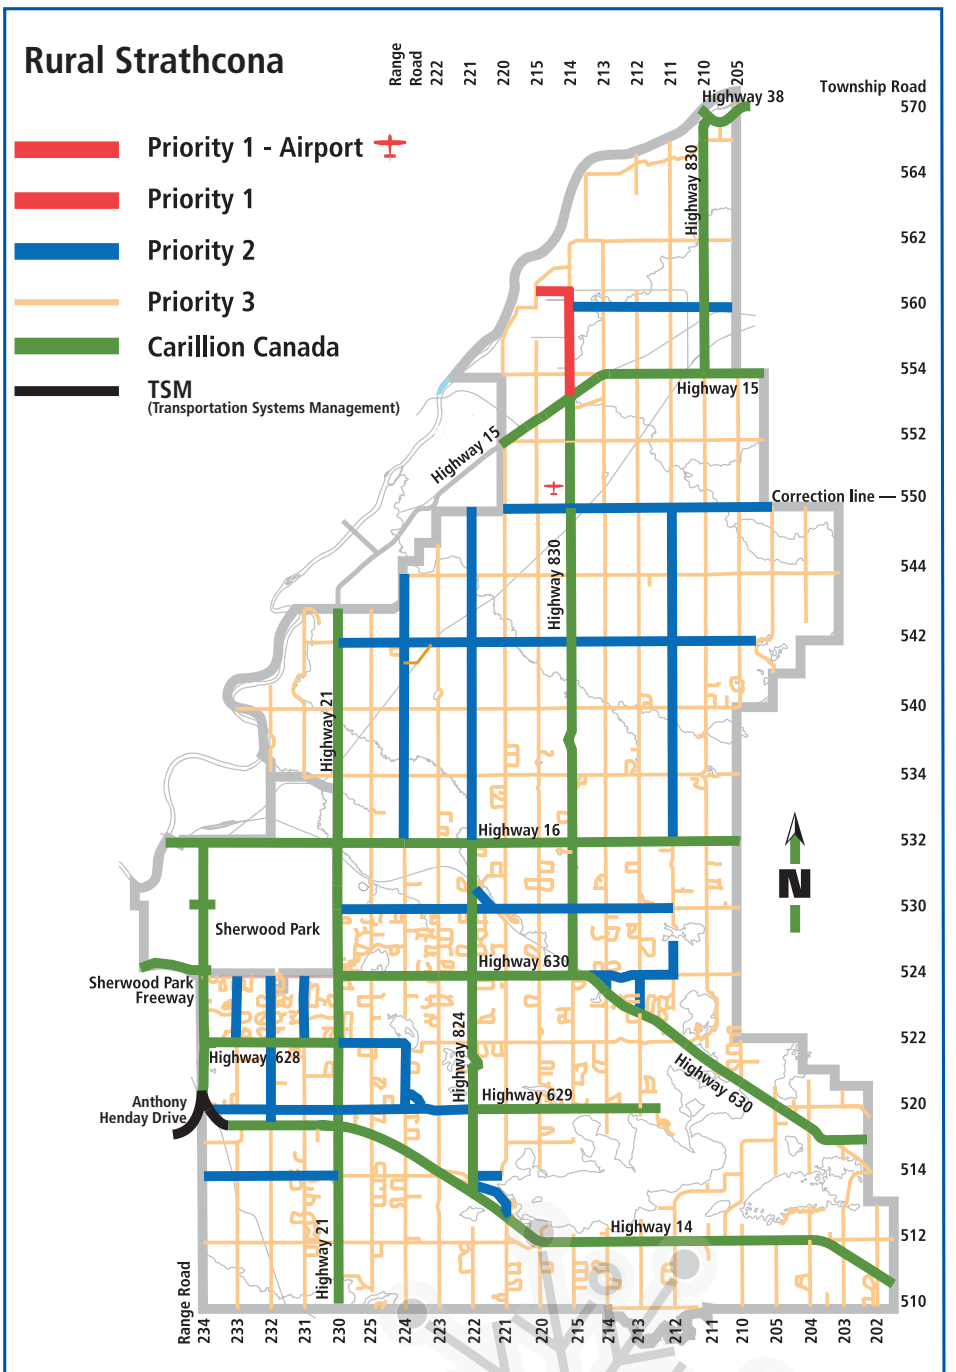 Rural Strathcona
Range
Road
222
221
220
215
214
213
212
211
210
205
Township Road
Highway 38
570
Priority 1 - Airport
Highway 830
564
Priority 1
562
Priority 2
Priority 3
560
Carillion Canada
554
TSM
(Transportation Systems Management)
Highway 15
Highway 15
552
Correction line — 550
Highway 830
544
542
Highway 21
540
534
Highway 16
532
N
530
Sherwood Park
Highway 630
524
Sherwood Park
Freeway
Highway 824
522
Highway 628
Highway 630
Highway 629
Anthony
Henday Drive
520
514
Highway 14
512
Highway 21
510
Range Road
234
233
232
231
230
225
224
223
222
221
220
215
214
213
212
211
210
205
204
203
202